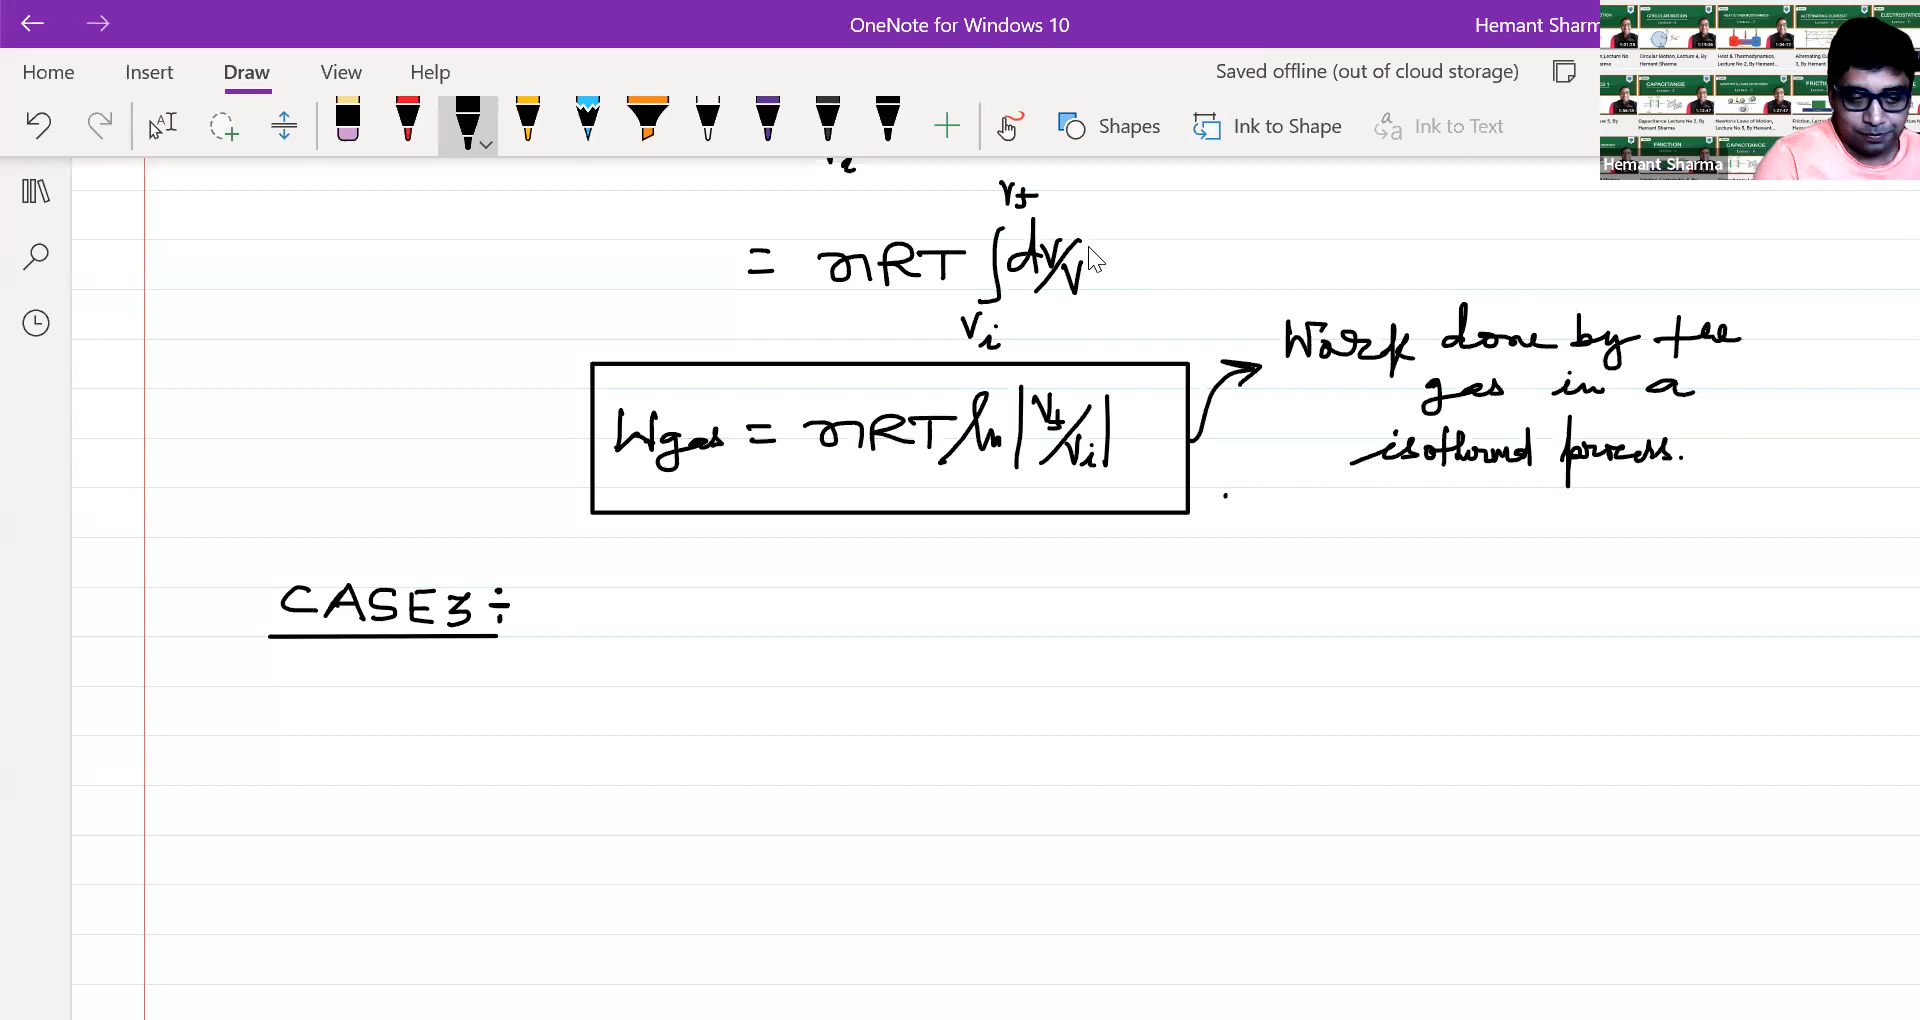 OneNote for Windows 10
Hemant Sharm
Home Insert Draw View Help
Saved offline (out of cloud storage)
Shapes Ink to Shape Ink to Text
Hemant Sharma
= nRT ∫ dV/V
Vf
Vi
Wgas = nRT ln |Vf/Vi|
Work done by the
gas in a
isothermal process.
CASE 3 ÷